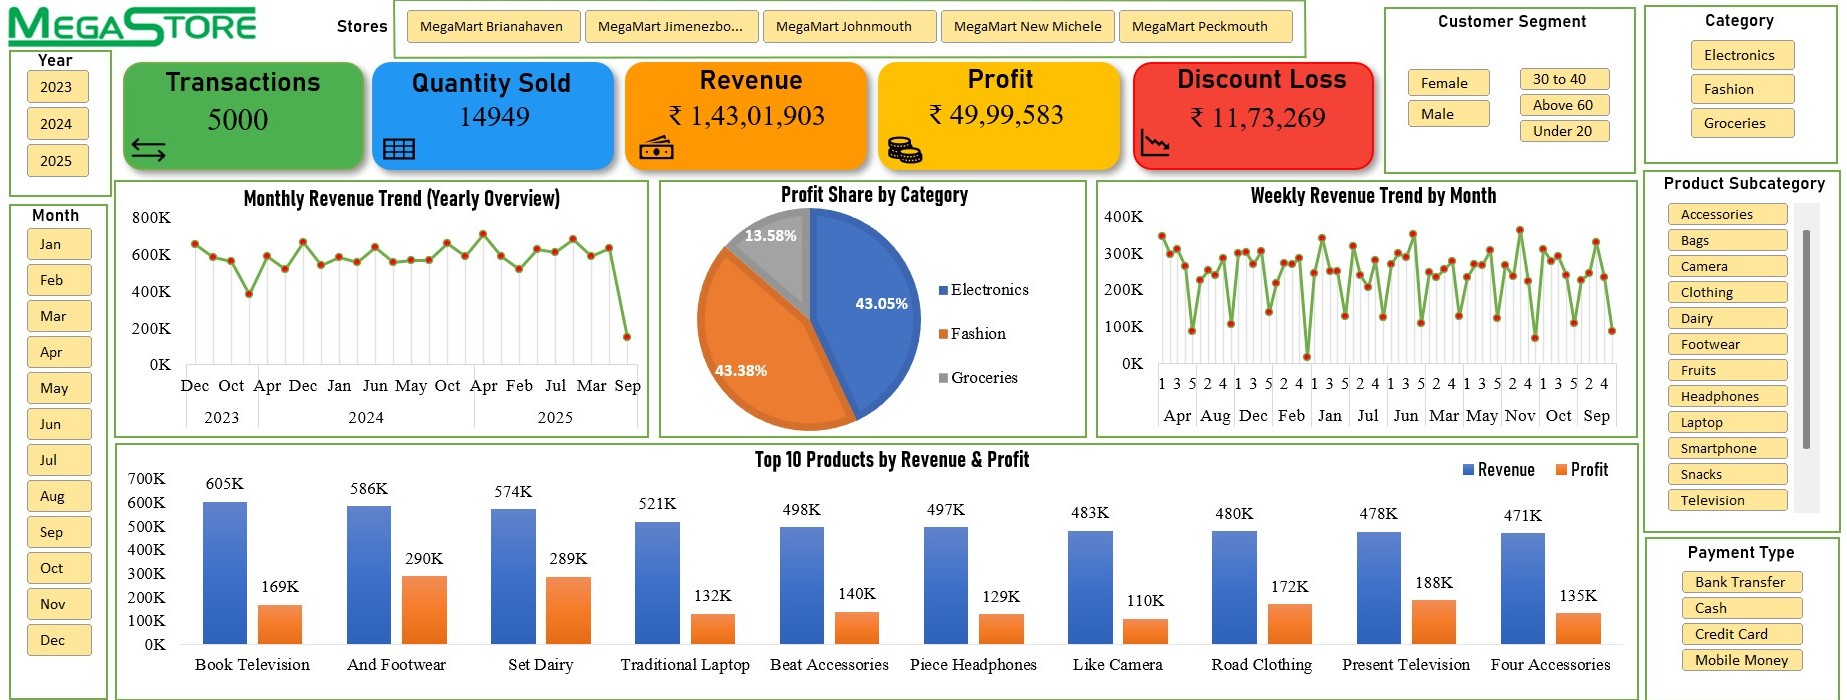 MEGASTORE
Stores
MegaMart Brianahaven
MegaMart Jimenezbo...
MegaMart Johnmouth
MegaMart New Michele
MegaMart Peckmouth
Customer Segment
Female
Male
30 to 40
Above 60
Under 20
Category
Electronics
Fashion
Groceries
Year
2023
2024
2025
Transactions
5000
Quantity Sold
14949
Revenue
₹ 1,43,01,903
Profit
₹ 49,99,583
Discount Loss
₹ 11,73,269
Month
Jan
Feb
Mar
Apr
May
Jun
Jul
Aug
Sep
Oct
Nov
Dec
Monthly Revenue Trend (Yearly Overview)
800K
600K
400K
200K
0K
Dec Oct Apr Dec Jan Jun May Oct Apr Feb Jul Mar Sep
2023 2024 2025
Profit Share by Category
13.58%
43.05%
43.38%
Electronics
Fashion
Groceries
Weekly Revenue Trend by Month
400K
300K
200K
100K
0K
1 3 5 2 4 1 3 5 2 4 1 3 5 2 4 1 3 5 2 4 1 3 5 2 4 1 3 5 2 4
Apr Aug Dec Feb Jan Jul Jun Mar May Nov Oct Sep
Product Subcategory
Accessories
Bags
Camera
Clothing
Dairy
Footwear
Fruits
Headphones
Laptop
Smartphone
Snacks
Television
Top 10 Products by Revenue & Profit
Revenue Profit
700K
600K
500K
400K
300K
200K
100K
0K
605K 169K
586K 290K
574K 289K
521K 132K
498K 140K
497K 129K
483K 110K
480K 172K
478K 188K
471K 135K
Book Television And Footwear Set Dairy Traditional Laptop Beat Accessories Piece Headphones Like Camera Road Clothing Present Television Four Accessories
Payment Type
Bank Transfer
Cash
Credit Card
Mobile Money